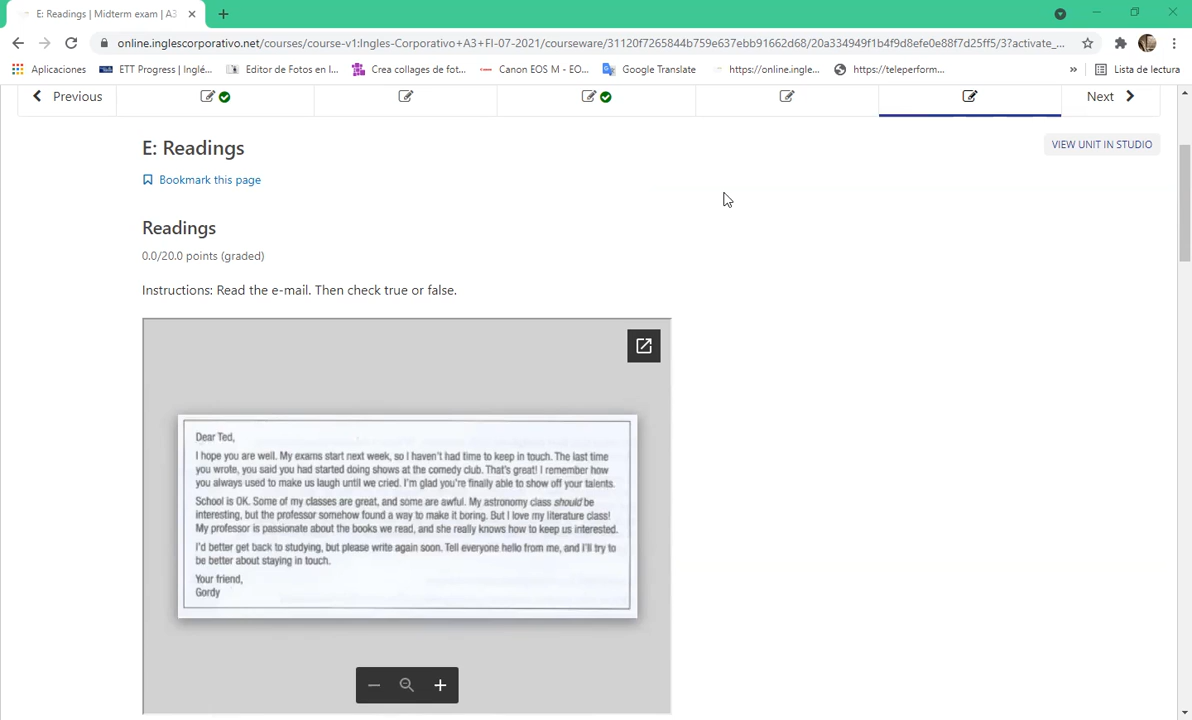 E: Readings | Midterm exam | A3
online.inglescorporativo.net/courses/course-v1:Ingles-Corporativo+A3+FI-07-2021/courseware/31120f7265844b759e637ebb91662d68/20a334949f1b4f9d8efe0e88f7d25ff5/3?activate_...
Aplicaciones ETT Progress | Inglé... Editor de Fotos en l... Crea collages de fot... Canon EOS M - EO... Google Translate https://online.ingle... https://teleperform... » Lista de lectura
Previous Next
E: Readings
VIEW UNIT IN STUDIO
Bookmark this page
Readings
0.0/20.0 points (graded)
Instructions: Read the e-mail. Then check true or false.
Dear Ted,
I hope you are well. My exams start next week, so I haven't had time to keep in touch. The last time
you wrote, you said you had started doing shows at the comedy club. That's great! I remember how
you always used to make us laugh until we cried. I'm glad you're finally able to show off your talents.
School is OK. Some of my classes are great, and some are awful. My astronomy class should be
interesting, but the professor somehow found a way to make it boring. But I love my literature class!
My professor is passionate about the books we read, and she really knows how to keep us interested.
I'd better get back to studying, but please write again soon. Tell everyone hello from me, and I'll try to
be better about staying in touch.
Your friend,
Gordy